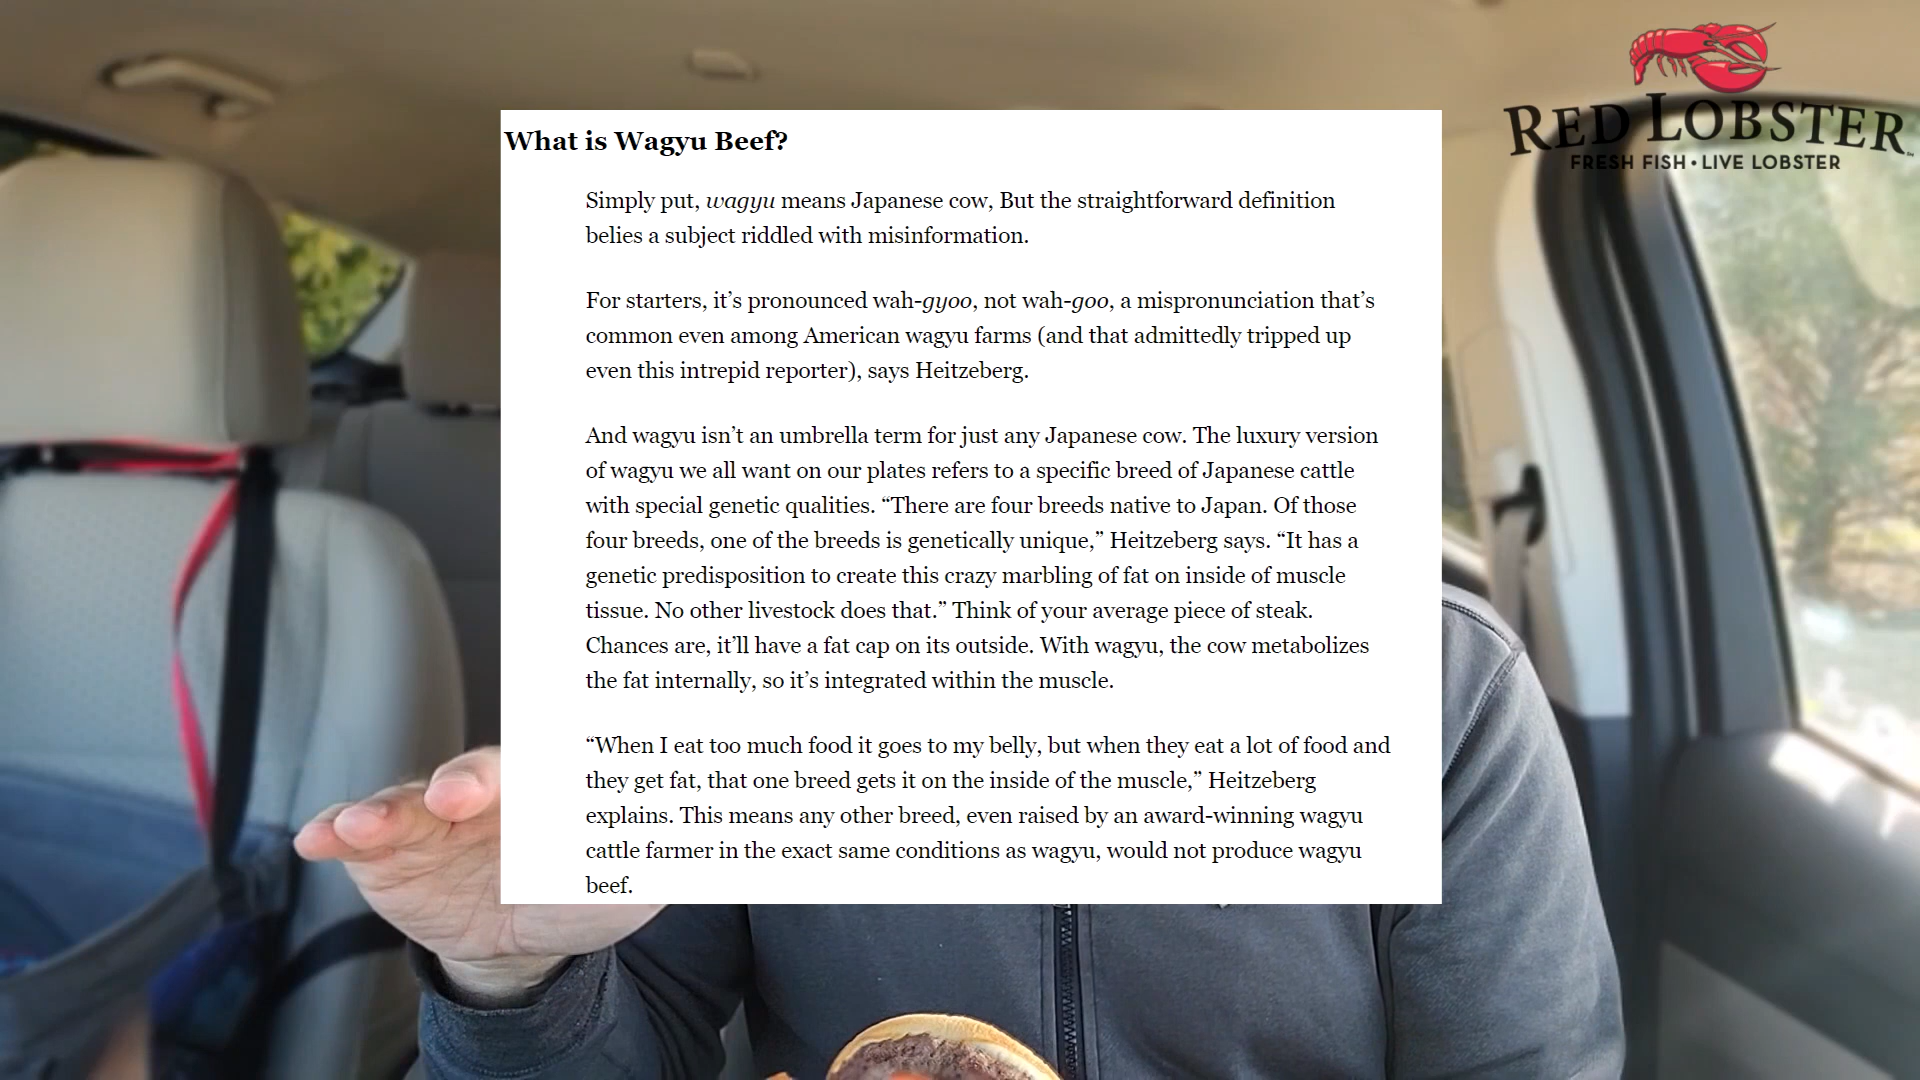 RED LOBSTER
FRESH FISH • LIVE LOBSTER
What is Wagyu Beef?
Simply put, wagyu means Japanese cow, But the straightforward definition
belies a subject riddled with misinformation.
For starters, it’s pronounced wah-gyoo, not wah-goo, a mispronunciation that’s
common even among American wagyu farms (and that admittedly tripped up
even this intrepid reporter), says Heitzeberg.
And wagyu isn’t an umbrella term for just any Japanese cow. The luxury version
of wagyu we all want on our plates refers to a specific breed of Japanese cattle
with special genetic qualities. “There are four breeds native to Japan. Of those
four breeds, one of the breeds is genetically unique,” Heitzeberg says. “It has a
genetic predisposition to create this crazy marbling of fat on inside of muscle
tissue. No other livestock does that.” Think of your average piece of steak.
Chances are, it’ll have a fat cap on its outside. With wagyu, the cow metabolizes
the fat internally, so it’s integrated within the muscle.
“When I eat too much food it goes to my belly, but when they eat a lot of food and
they get fat, that one breed gets it on the inside of the muscle,” Heitzeberg
explains. This means any other breed, even raised by an award-winning wagyu
cattle farmer in the exact same conditions as wagyu, would not produce wagyu
beef.